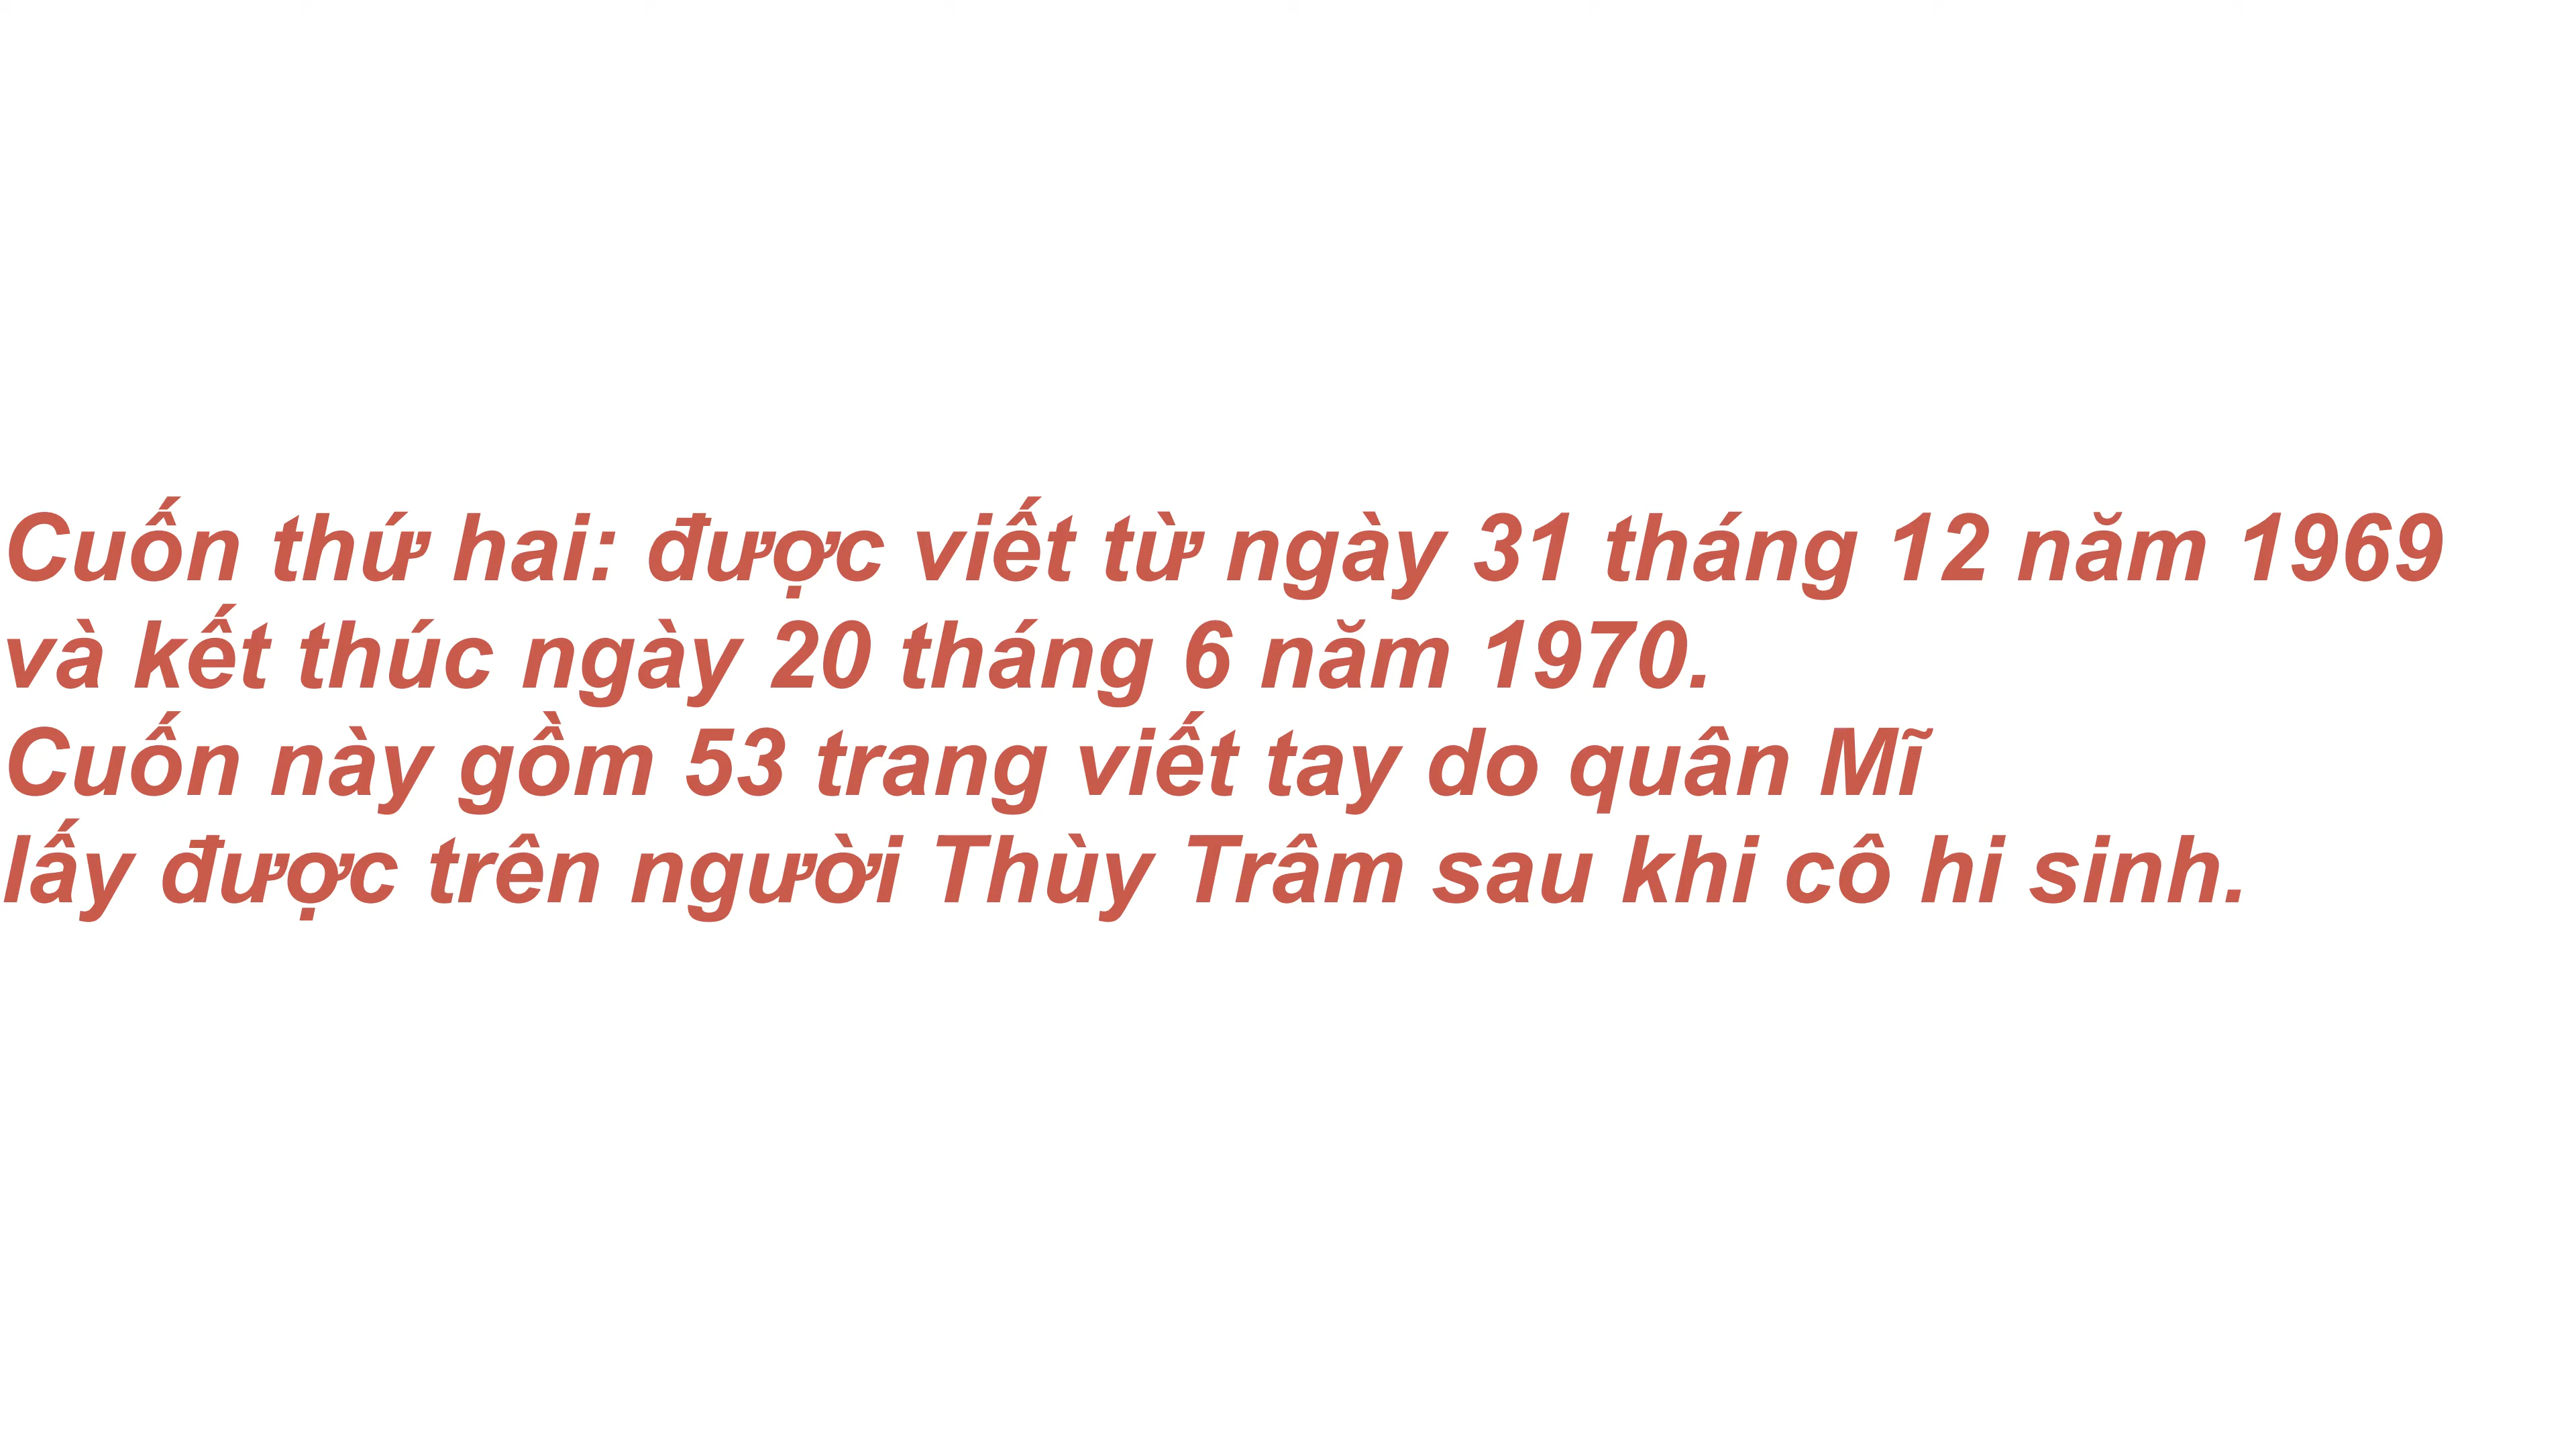 Cuốn thứ hai: được viết từ ngày 31 tháng 12 năm 1969
và kết thúc ngày 20 tháng 6 năm 1970.
Cuốn này gồm 53 trang viết tay do quân Mĩ
lấy được trên người Thùy Trâm sau khi cô hi sinh.